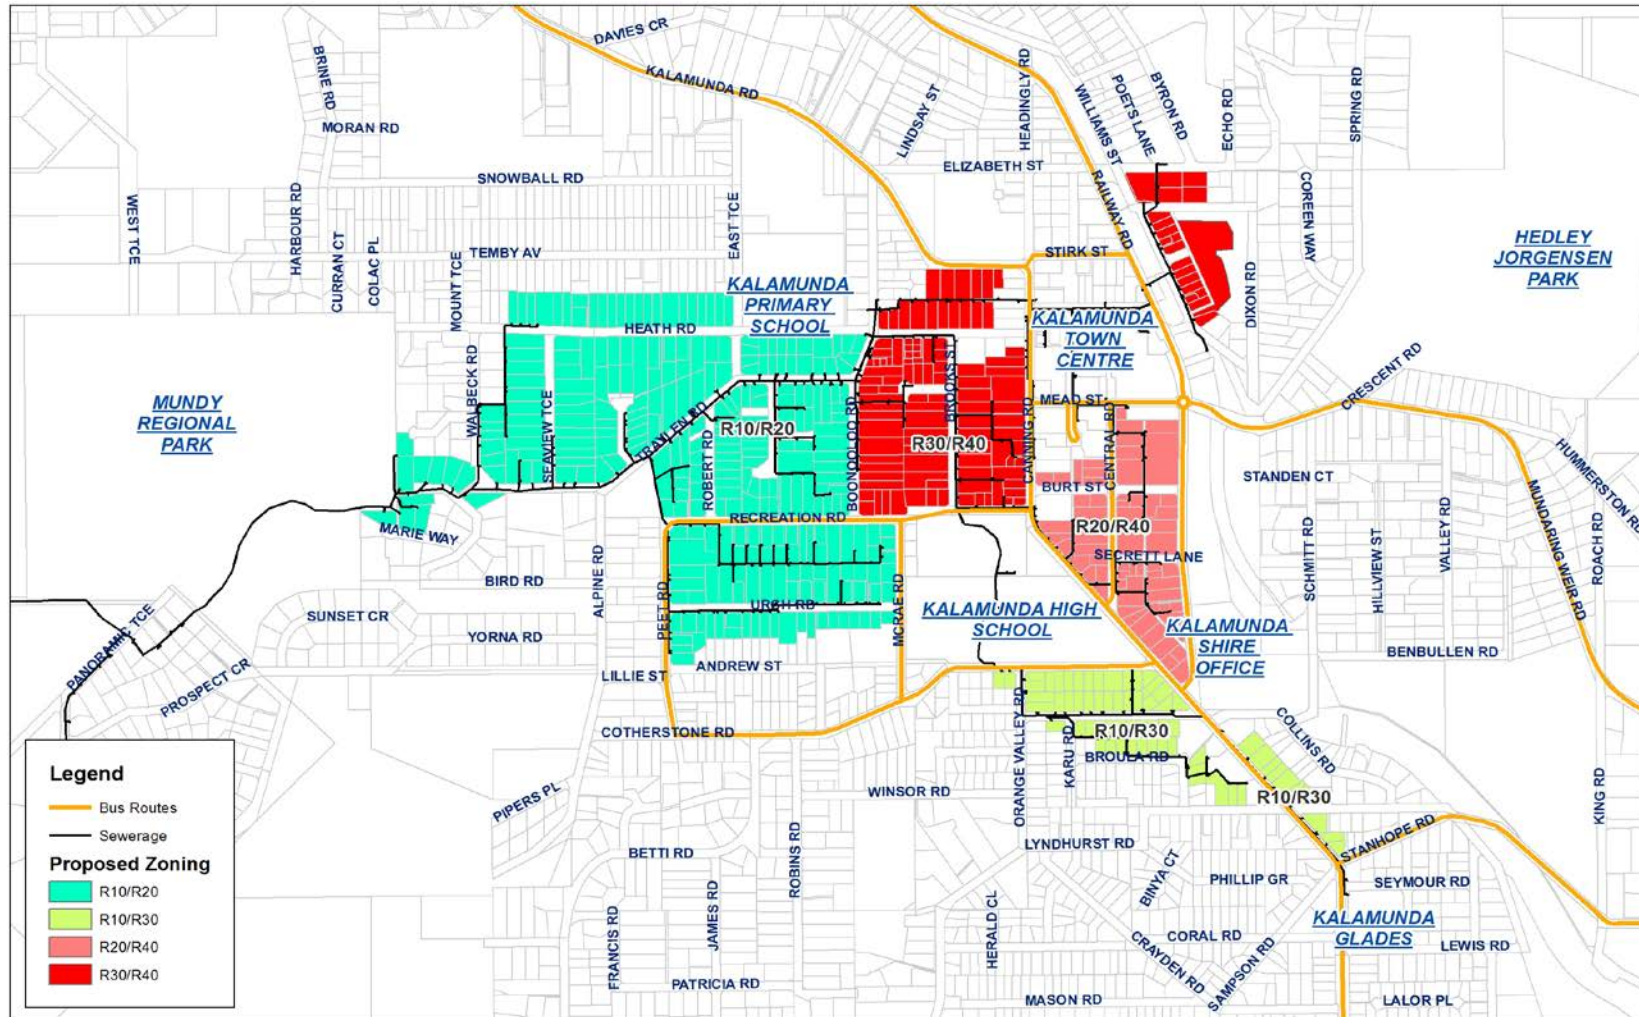 DAVIES CR
BRINE RD
KALAMUNDA RD
MORAN RD
LINDSAY ST
HEADINGLY RD
WILLIAMS ST
POETS LANE
BYRON RD
ECHO RD
SPRING RD
ELIZABETH ST
SNOWBALL RD
WEST TCE
HARBOUR RD
CURRAN CT
COLAC PL
MOUNT TCE
TEMBY AV
EAST TCE
RAILWAY RD
STIRK ST
COREEN WAY
DIXON RD
HEDLEY
JORGENSEN
PARK
KALAMUNDA
PRIMARY
SCHOOL
HEATH RD
KALAMUNDA
TOWN
CENTRE
WALBECK RD
SEAVIEW TCE
TRAYLEN RD
ROBERT RD
R10/R20
BOONOOLOO RD
BROOKS ST
R30/R40
CANNING RD
MEAD ST
CENTRAL RD
CRESCENT RD
MUNDY
REGIONAL
PARK
BURT ST
STANDEN CT
HUMMERSTON RD
MUNDARING WEIR RD
ROACH RD
VALLEY RD
HILLVIEW ST
SCHMITT RD
RECREATION RD
R20/R40
SECRETT LANE
MARIE WAY
BIRD RD
ALPINE RD
PEET RD
URCH RD
MCRAE RD
KALAMUNDA HIGH
SCHOOL
KALAMUNDA
SHIRE
OFFICE
SUNSET CR
YORNA RD
PANORAMIC TCE
PROSPECT CR
LILLIE ST
ANDREW ST
BENBULLEN RD
COTHERSTONE RD
ORANGE VALLEY RD
KARU RD
R10/R30
BROULA RD
COLLINS RD
R10/R30
KING RD
PIPERS PL
WINSOR RD
STANHOPE RD
LYNDHURST RD
BETTI RD
ROBINS RD
BINYA CT
PHILLIP GR
SEYMOUR RD
FRANCIS RD
JAMES RD
HERALD CL
KALAMUNDA
GLADES
CORAL RD
LEWIS RD
CRAYDEN RD
SAMPSON RD
PATRICIA RD
MASON RD
LALOR PL
Legend
Bus Routes
Sewerage
Proposed Zoning
R10/R20
R10/R30
R20/R40
R30/R40